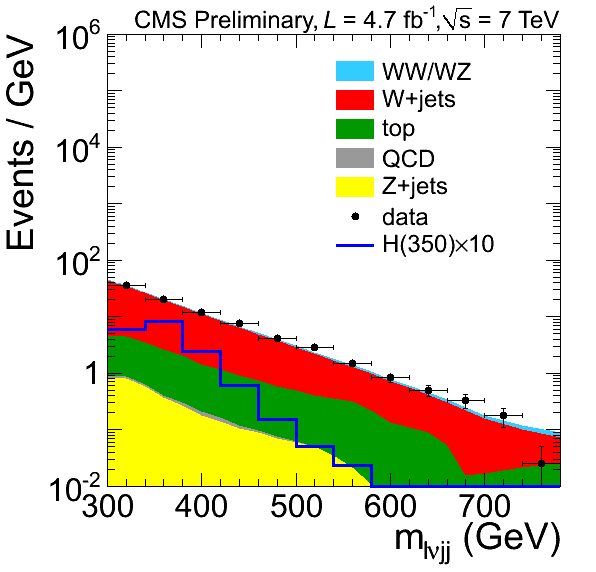 CMS Preliminary, L = 4.7 fb⁻¹,√s = 7 TeV
Events / GeV
10⁶
10⁴
10²
1
10⁻²
WW/WZ
W+jets
top
QCD
Z+jets
data
H(350)×10
300 400 500 600 700
m_lνjj (GeV)